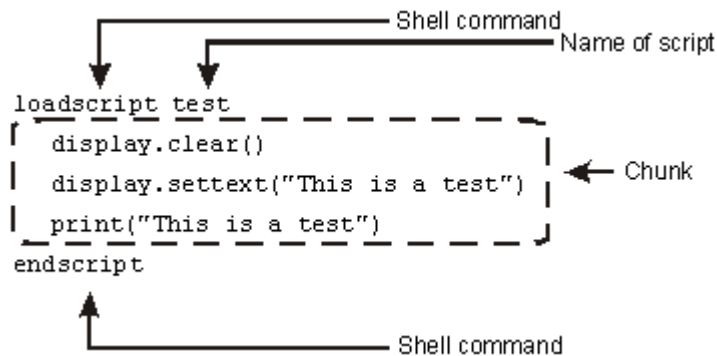 Shell command
Name of script
loadscript test
display.clear()
display.settext("This is a test")
Chunk
print("This is a test")
endscript
Shell command